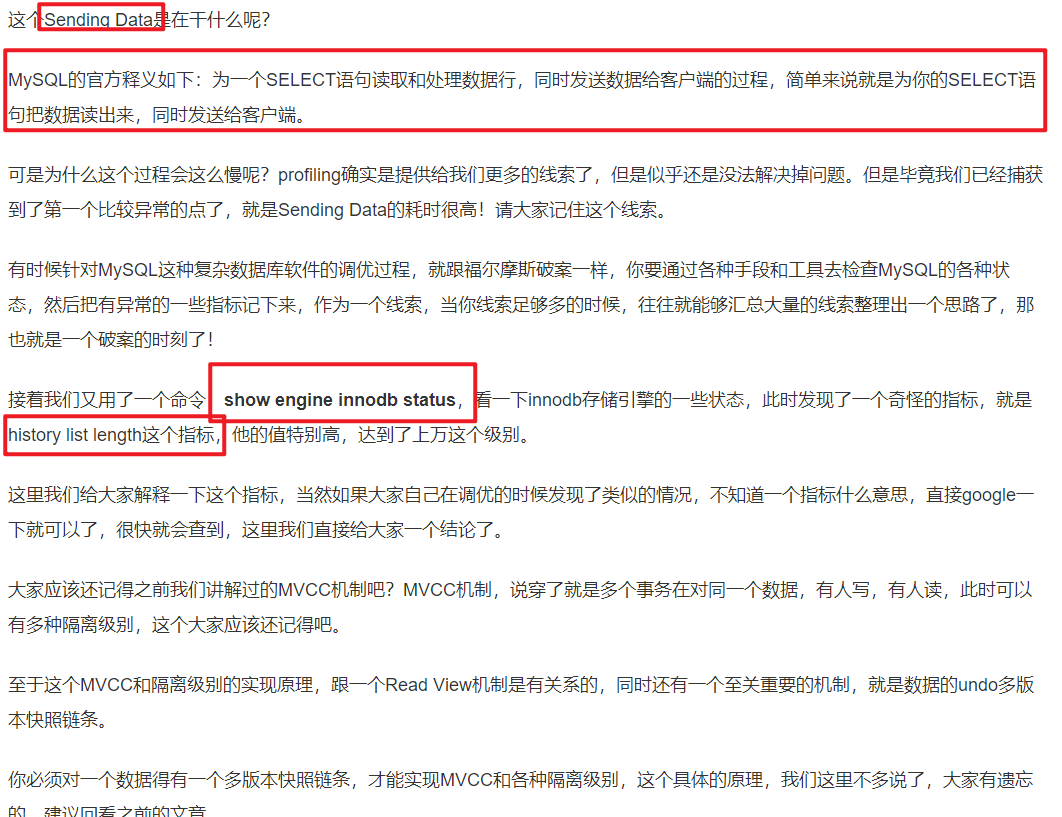 这个Sending Data是在干什么呢？
MySQL的官方释义如下：为一个SELECT语句读取和处理数据行，同时发送数据给客户端的过程，简单来说就是为你的SELECT语
句把数据读出来，同时发送给客户端。
可是为什么这个过程会这么慢呢？profiling确实是提供给我们更多的线索了，但是似乎还是没法解决掉问题。但是毕竟我们已经捕获
到了第一个比较异常的点了，就是Sending Data的耗时很高！请大家记住这个线索。
有时候针对MySQL这种复杂数据库软件的调优过程，就跟福尔摩斯破案一样，你要通过各种手段和工具去检查MySQL的各种状
态，然后把有异常的一些指标记下来，作为一个线索，当你线索足够多的时候，往往就能够汇总大量的线索整理出一个思路了，那
也就是一个破案的时刻了！
接着我们又用了一个命令 show engine innodb status，看一下innodb存储引擎的一些状态，此时发现了一个奇怪的指标，就是
history list length这个指标，他的值特别高，达到了上万这个级别。
这里我们给大家解释一下这个指标，当然如果大家自己在调优的时候发现了类似的情况，不知道一个指标什么意思，直接google一
下就可以了，很快就会查到，这里我们直接给大家一个结论了。
大家应该还记得之前我们讲解过的MVCC机制吧？MVCC机制，说穿了就是多个事务在对同一个数据，有人写，有人读，此时可以
有多种隔离级别，这个大家应该还记得吧。
至于这个MVCC和隔离级别的实现原理，跟一个Read View机制是有关系的，同时还有一个至关重要的机制，就是数据的undo多版
本快照链条。
你必须对一个数据得有一个多版本快照链条，才能实现MVCC和各种隔离级别，这个具体的原理，我们这里不多说了，大家有遗忘
的，建议回看之前的文章